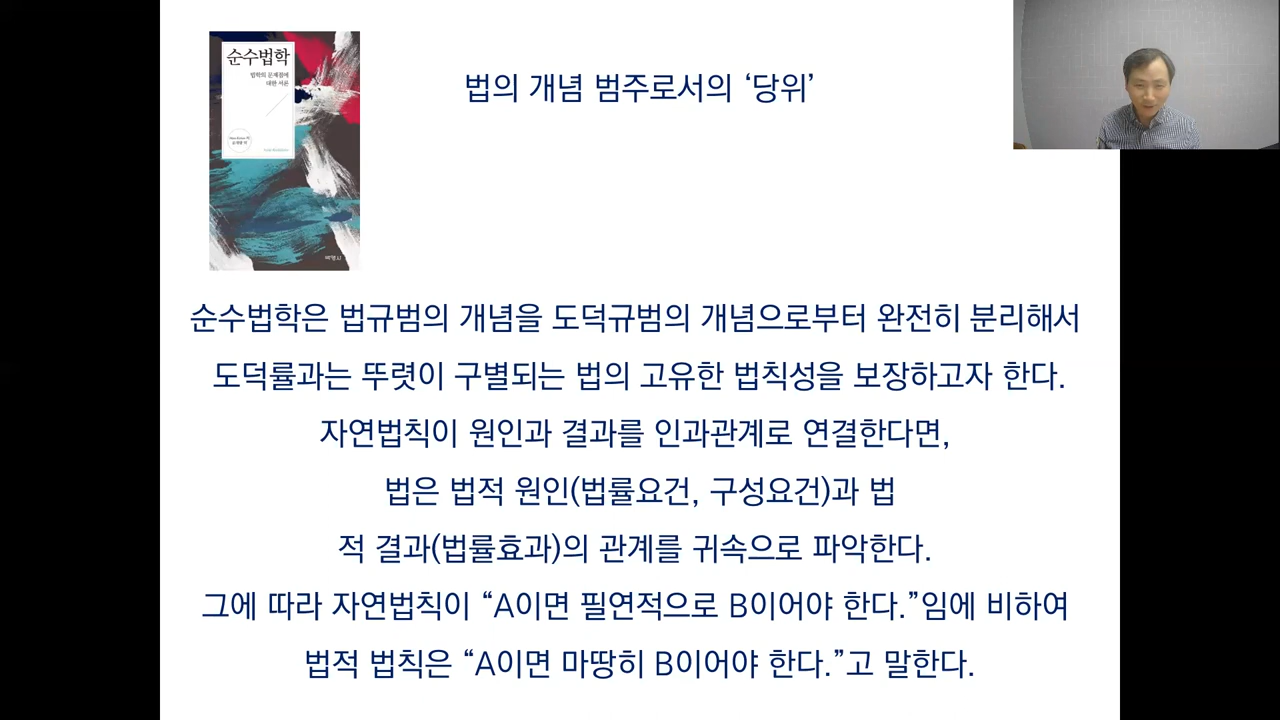 순수법학
법학의 문제점에
대한 서론
박영사
법의 개념 범주로서의 ‘당위’
순수법학은 법규범의 개념을 도덕규범의 개념으로부터 완전히 분리해서
도덕률과는 뚜렷이 구별되는 법의 고유한 법칙성을 보장하고자 한다.
자연법칙이 원인과 결과를 인과관계로 연결한다면,
법은 법적 원인(법률요건, 구성요건)과 법
적 결과(법률효과)의 관계를 귀속으로 파악한다.
그에 따라 자연법칙이 “A이면 필연적으로 B이어야 한다.”임에 비하여
법적 법칙은 “A이면 마땅히 B이어야 한다.”고 말한다.